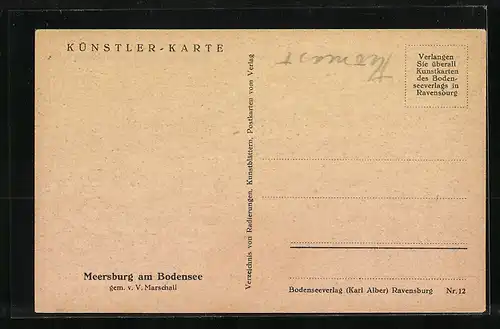 KÜNSTLER-KARTE
Verlangen
Sie überall
Kunstkarten
des Boden-
seeverlags in
Ravensburg
Verzeichnis von Radierungen, Kunstblättern, Postkarten vom Verlag
Meersburg am Bodensee
gem. v. V. Marschall
Bodenseeverlag (Karl Alber) Ravensburg Nr. 12